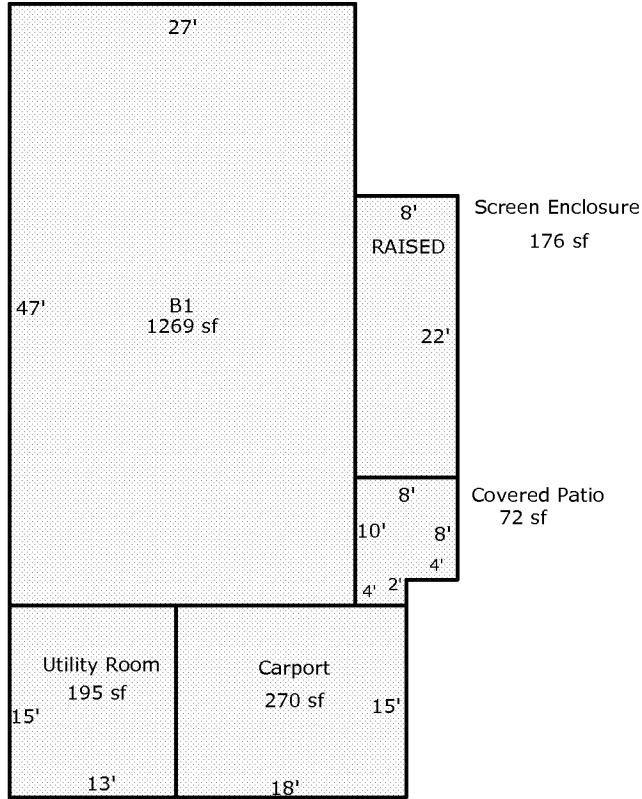 27'
8'
Screen Enclosure
176 sf
RAISED
47'
B1
1269 sf
22'
8'
Covered Patio
72 sf
10'
8'
4'
4'
2'
Utility Room
195 sf
Carport
270 sf
15'
15'
13'
18'